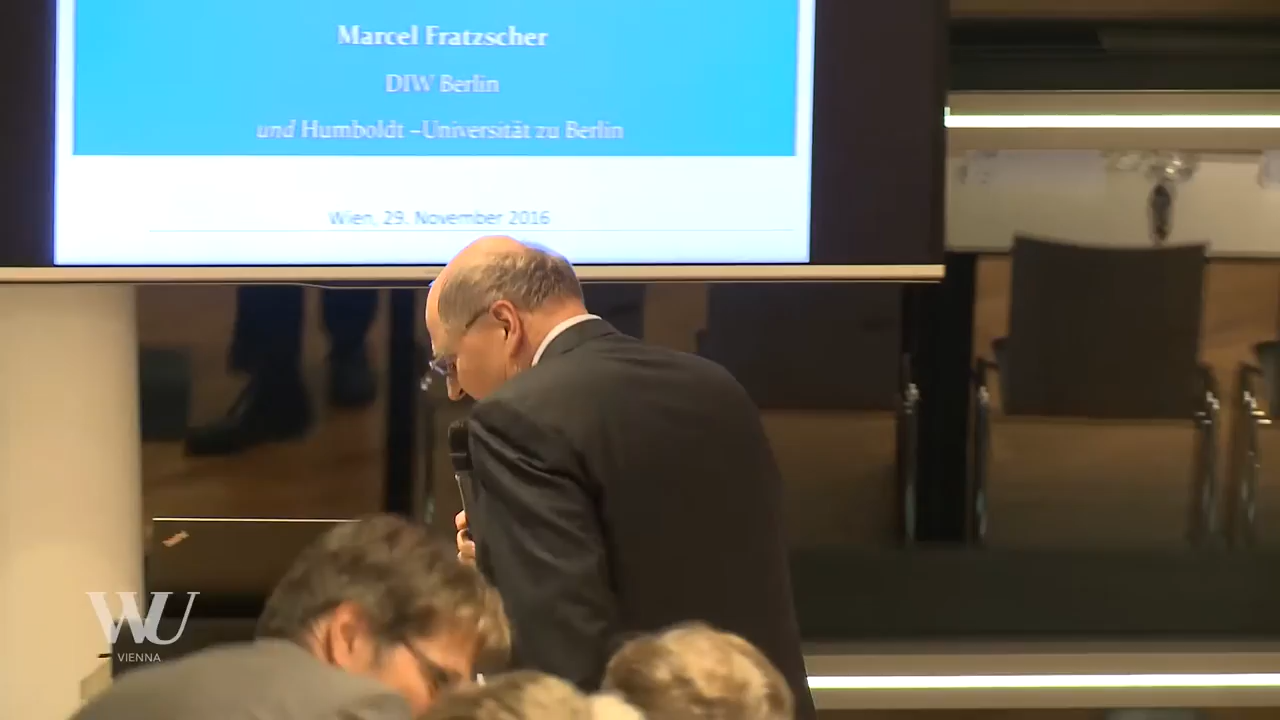 Marcel Fratzscher
DIW Berlin
und Humboldt –Universität zu Berlin
Wien, 29. November 2016
WU
VIENNA